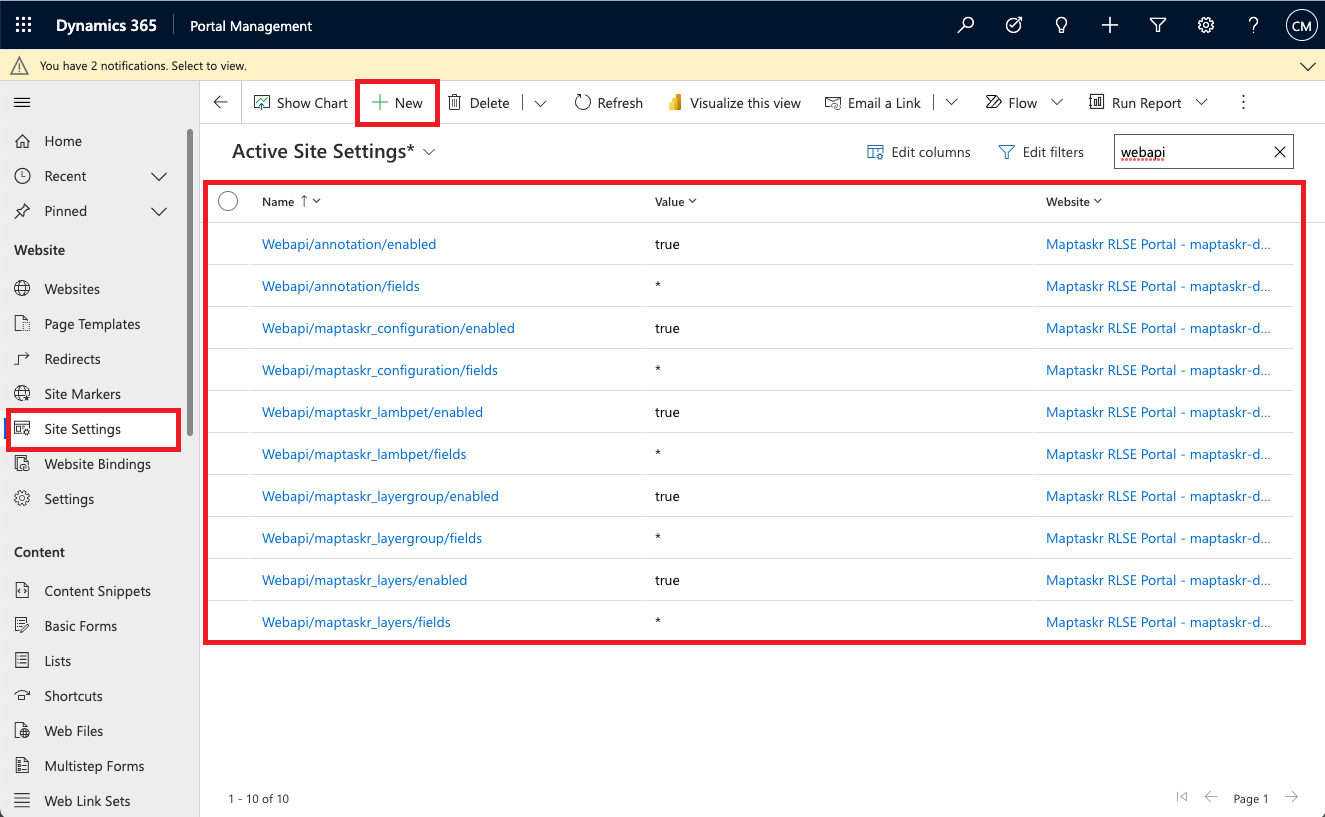 Dynamics 365 Portal Management CM
You have 2 notifications. Select to view.
Show Chart New Delete Refresh Visualize this view Email a Link Flow Run Report
Home
Recent
Pinned
Website
Websites
Page Templates
Redirects
Site Markers
Site Settings
Website Bindings
Settings
Content
Content Snippets
Basic Forms
Lists
Shortcuts
Web Files
Multistep Forms
Web Link Sets
Active Site Settings* Edit columns Edit filters webapi
Name ↑ Value Website
Webapi/annotation/enabled true Maptaskr RLSE Portal - maptaskr-d...
Webapi/annotation/fields * Maptaskr RLSE Portal - maptaskr-d...
Webapi/maptaskr_configuration/enabled true Maptaskr RLSE Portal - maptaskr-d...
Webapi/maptaskr_configuration/fields * Maptaskr RLSE Portal - maptaskr-d...
Webapi/maptaskr_lambpet/enabled true Maptaskr RLSE Portal - maptaskr-d...
Webapi/maptaskr_lambpet/fields * Maptaskr RLSE Portal - maptaskr-d...
Webapi/maptaskr_layergroup/enabled true Maptaskr RLSE Portal - maptaskr-d...
Webapi/maptaskr_layergroup/fields * Maptaskr RLSE Portal - maptaskr-d...
Webapi/maptaskr_layers/enabled true Maptaskr RLSE Portal - maptaskr-d...
Webapi/maptaskr_layers/fields * Maptaskr RLSE Portal - maptaskr-d...
1 - 10 of 10 Page 1